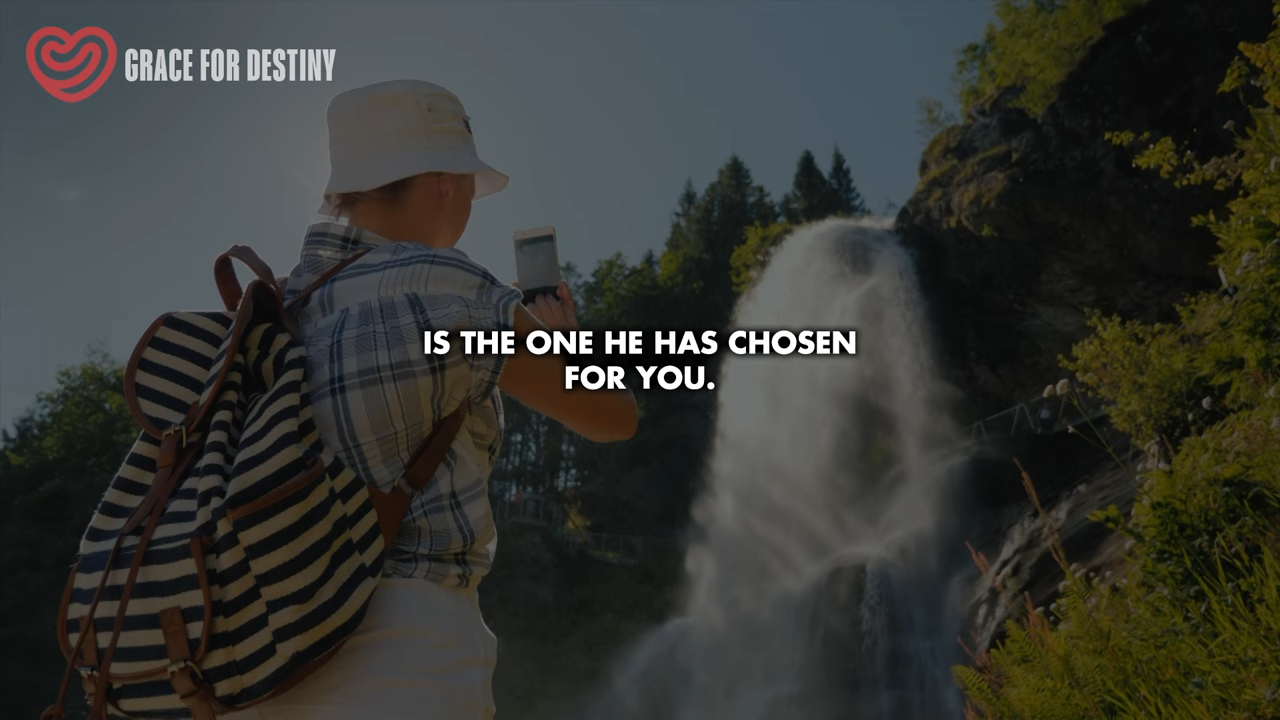 GRACE FOR DESTINY
IS THE ONE HE HAS CHOSEN
FOR YOU.